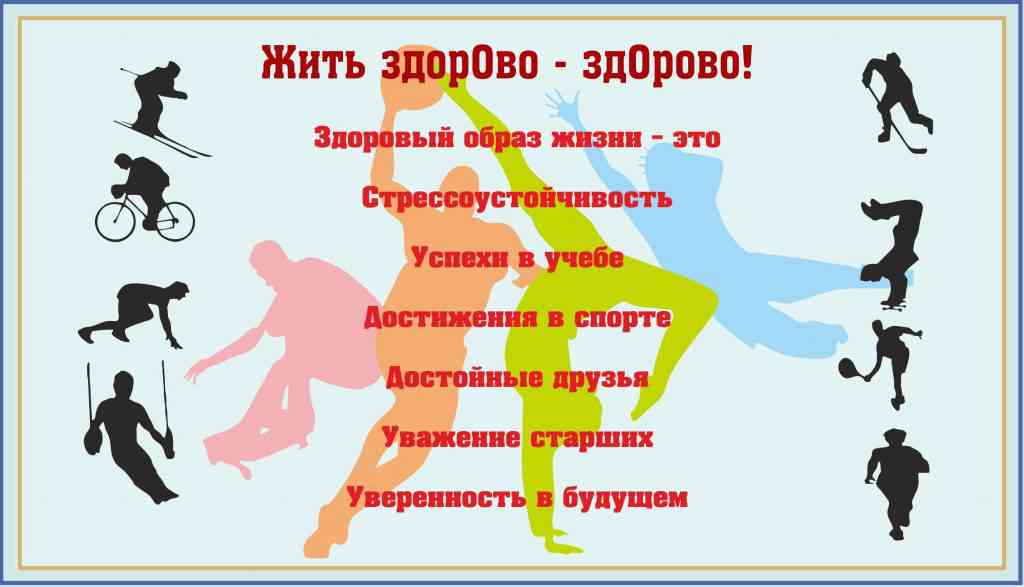 Жить здорОво - здОрово!
Здоровый образ жизни - это
Стрессоустойчивость
Успехи в учебе
Достижения в спорте
Достойные друзья
Уважение старших
Уверенность в будущем